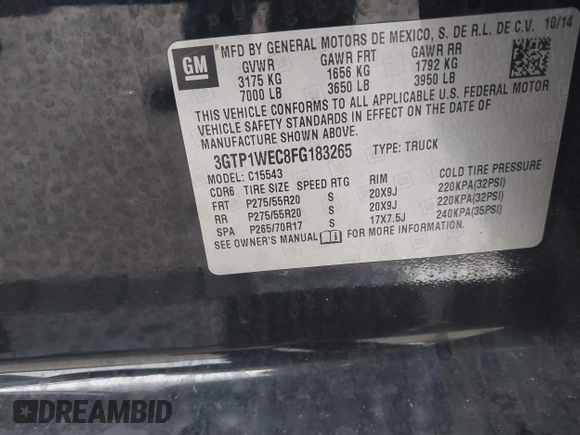 GM
MFD BY GENERAL MOTORS DE MEXICO, S. DE R.L. DE C.V. 10/14
GVWR GAWR FRT GAWR RR
3175 KG 1656 KG 1792 KG
7000 LB 3650 LB 3950 LB
THIS VEHICLE CONFORMS TO ALL APPLICABLE U.S. FEDERAL MOTOR
VEHICLE SAFETY STANDARDS IN EFFECT ON THE DATE OF
MANUFACTURE SHOWN ABOVE.
3GTP1WEC8FG183265 TYPE: TRUCK
MODEL: C15543
CDR6 TIRE SIZE SPEED RTG RIM COLD TIRE PRESSURE
FRT P275/55R20 S 20X9J 220KPA(32PSI)
RR P275/55R20 S 20X9J 220KPA(32PSI)
SPA P265/70R17 S 17X7.5J 240KPA(35PSI)
SEE OWNER'S MANUAL FOR MORE INFORMATION.
DREAMBID